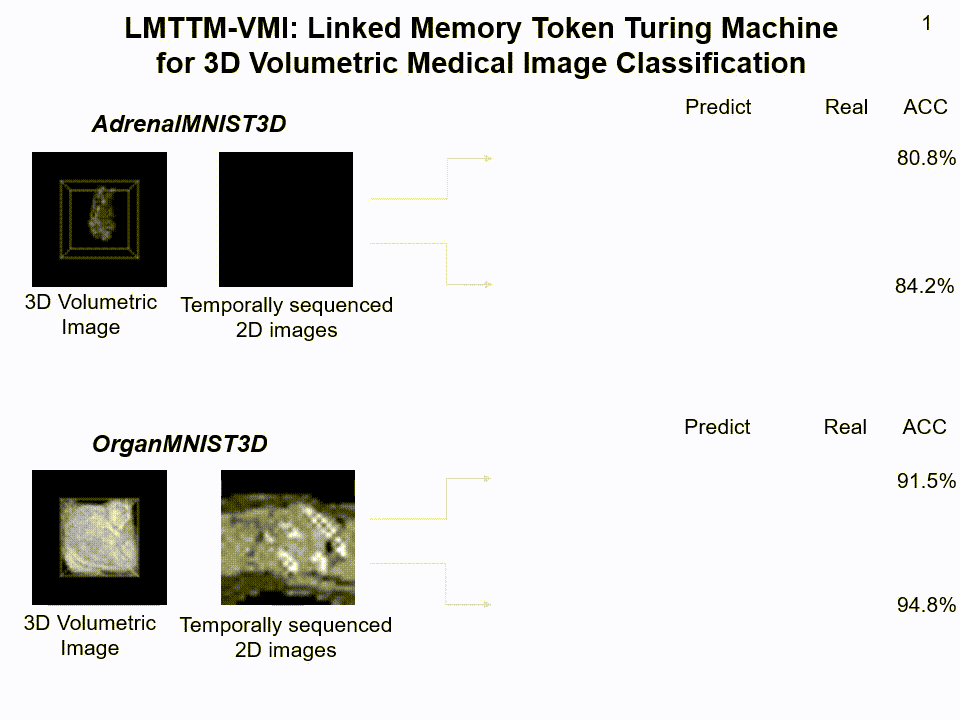 LMTTM-VMI: Linked Memory Token Turing Machine
for 3D Volumetric Medical Image Classification
1
AdrenalMNIST3D
Predict Real ACC
80.8%
84.2%
3D Volumetric
Image
Temporally sequenced
2D images
OrganMNIST3D
Predict Real ACC
91.5%
94.8%
3D Volumetric
Image
Temporally sequenced
2D images